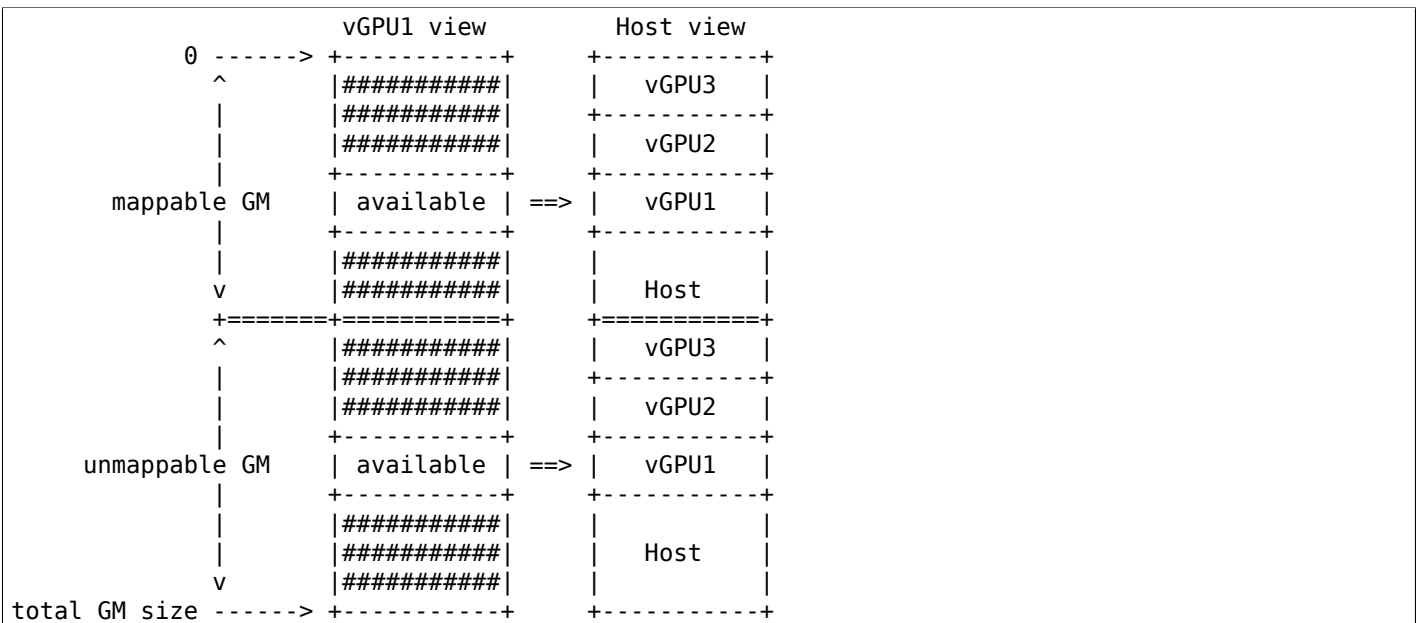 vGPU1 view         Host view
            0 ------> +-----------+     +-----------+
              ^       |###########|     |   vGPU3   |
              |       |###########|     +-----------+
              |       |###########|     |   vGPU2   |
              |       +-----------+     +-----------+
       mappable GM    | available | ==> |   vGPU1   |
              |       +-----------+     +-----------+
              |       |###########|     |           |
              v       |###########|     |   Host    |
              +=======+===========+     +===========+
              ^       |###########|     |   vGPU3   |
              |       |###########|     +-----------+
              |       |###########|     |   vGPU2   |
              |       +-----------+     +-----------+
     unmappable GM    | available | ==> |   vGPU1   |
              |       +-----------+     +-----------+
              |       |###########|     |           |
              |       |###########|     |   Host    |
              v       |###########|     |           |
total GM size ------> +-----------+     +-----------+